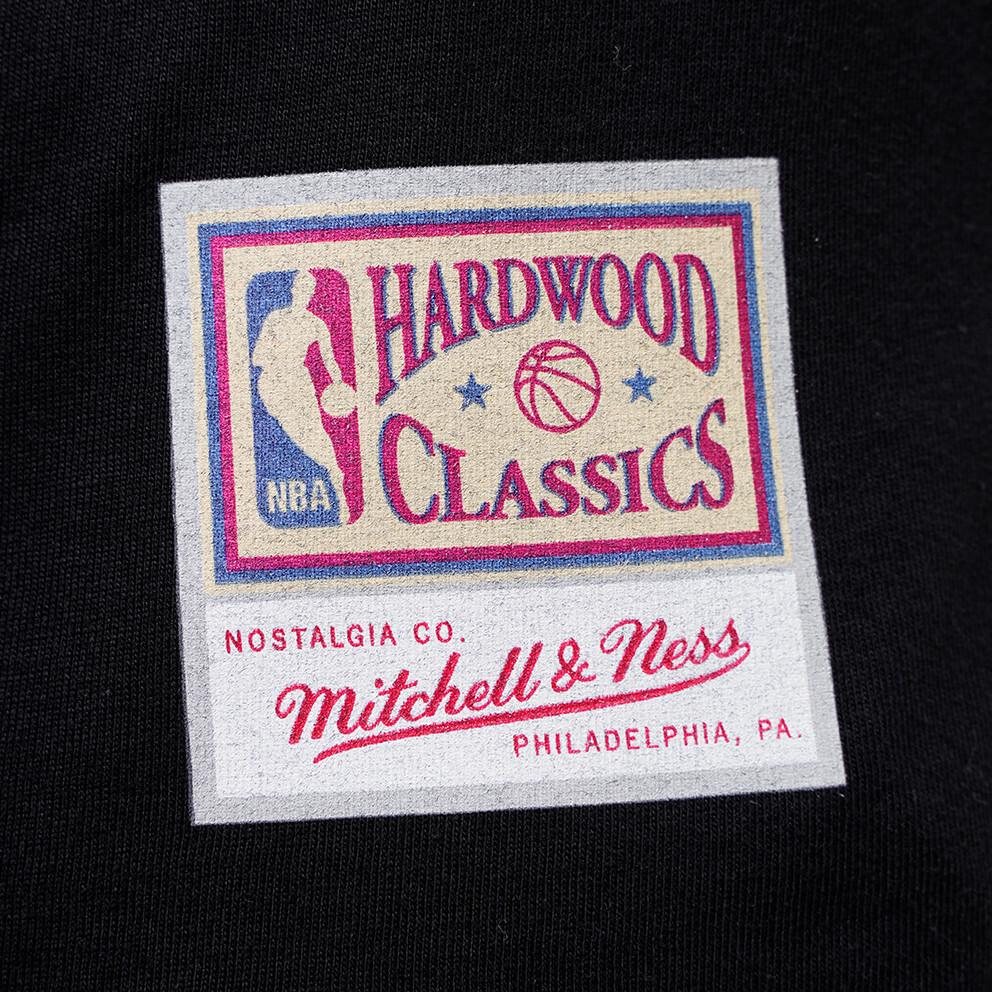 HARDWOOD
CLASSICS
NBA
NOSTALGIA CO.
Mitchell & Ness
PHILADELPHIA, PA.